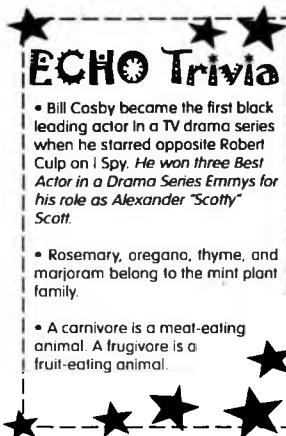 ECHO Trivia
• Bill Cosby became the first black
leading actor in a TV drama series
when he starred opposite Robert
Culp on I Spy. He won three Best
Actor in a Drama Series Emmys for
his role as Alexander "Scotty"
Scott.
• Rosemary, oregano, thyme, and
marjoram belong to the mint plant
family.
• A carnivore is a meat-eating
animal. A frugivore is a
fruit-eating animal.